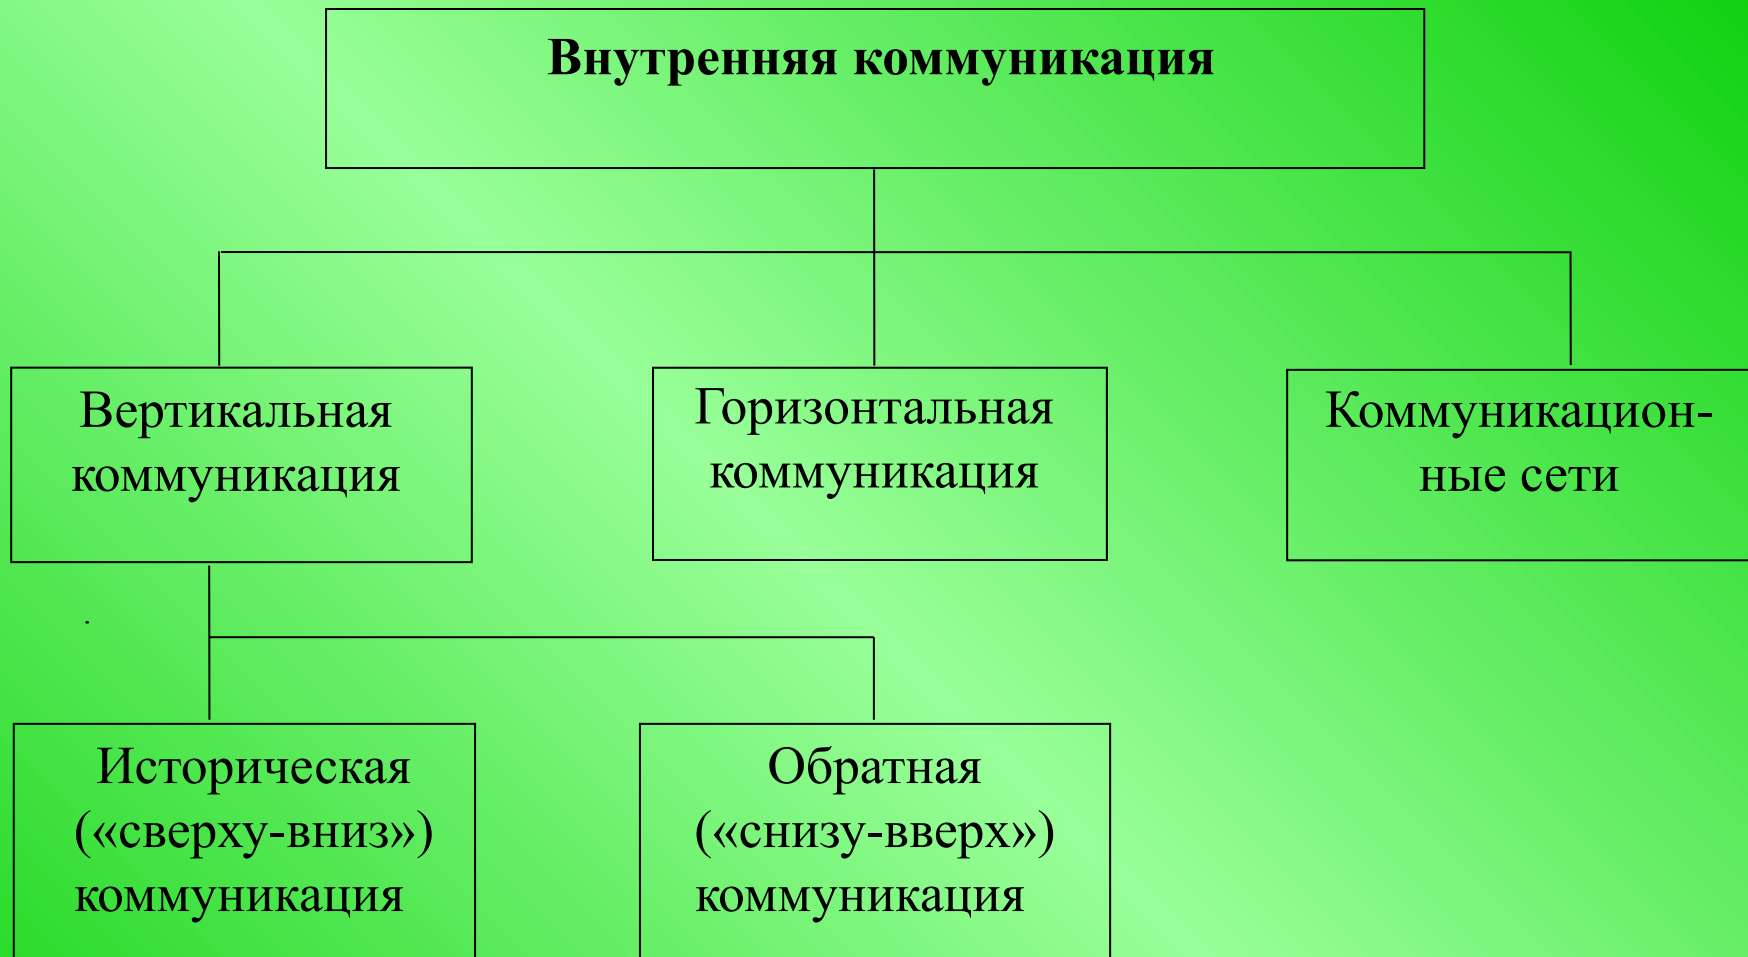 Внутренняя коммуникация
Вертикальная
коммуникация
Горизонтальная
коммуникация
Коммуникацион-
ные сети
.
Историческая
(«сверху-вниз»)
коммуникация
Обратная
(«снизу-вверх»)
коммуникация